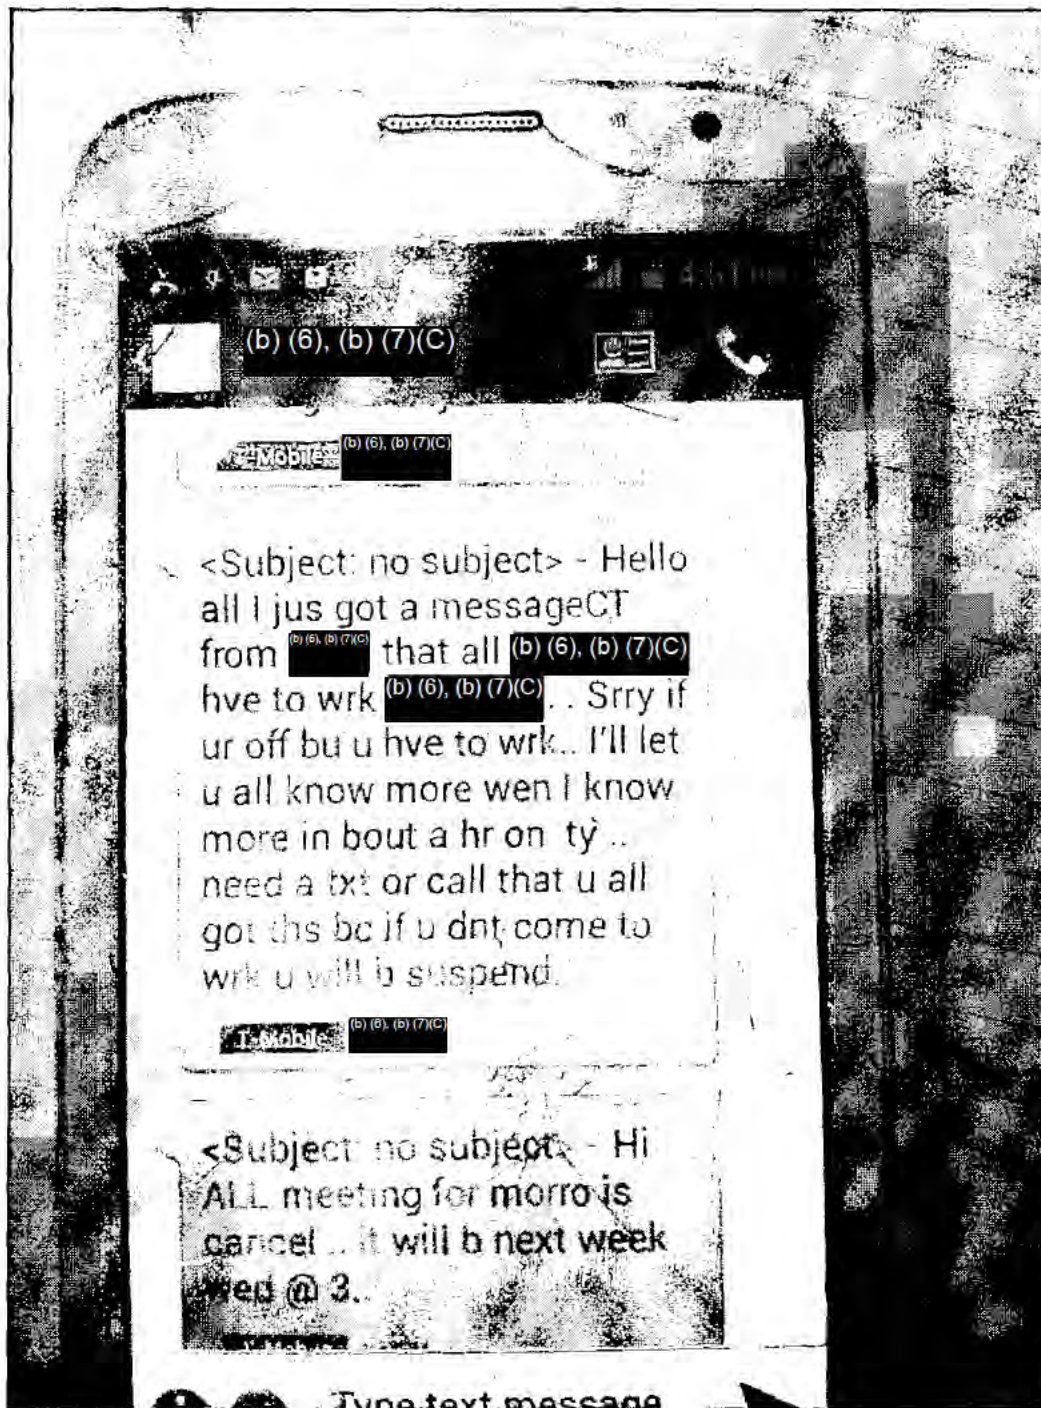 (b) (6), (b) (7)(C)
T-Mobile (b) (6), (b) (7)(C)
<Subject: no subject> - Hello
all I jus got a messageCT
from (b) (6), (b) (7)(C) that all (b) (6), (b) (7)(C)
hve to wrk (b) (6), (b) (7)(C) . . Srry if
ur off bu u hve to wrk.. I'll let
u all know more wen I know
more in bout a hr on ty ..
need a txt or call that u all
got ths bc if u dnt come to
wrk u will b suspend.
T-Mobile (b) (6), (b) (7)(C)
<Subject: no subject> - Hi
ALL meeting for morro is
cancel .. it will b next week
wed @ 3..
T-Mobile
Type text message